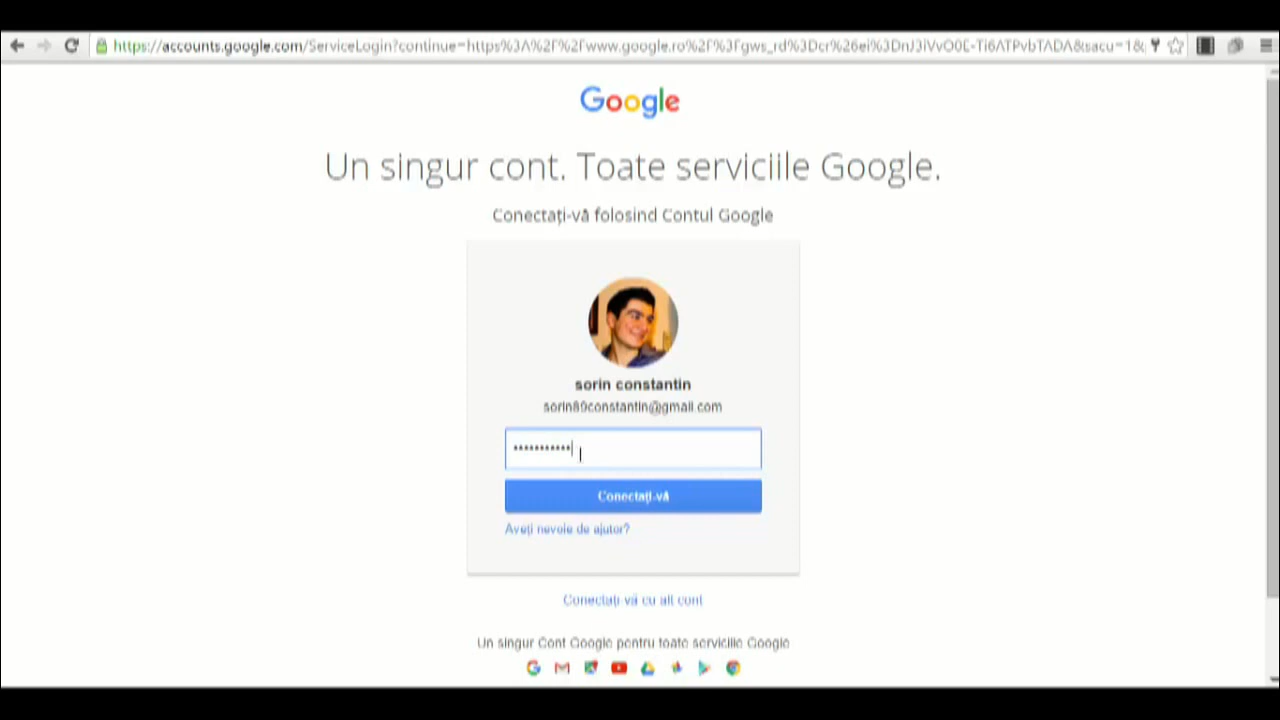 https://accounts.google.com/ServiceLogin?continue=https%3A%2F%2Fwww.google.ro%2F%3Fgws_rd%3Dcr%26ei%3DnJ3iVvO0E-Ti6ATPvbTADA&sacu=1&
Google
Un singur cont. Toate serviciile Google.
Conectați-vă folosind Contul Google
sorin constantin
sorin89constantin@gmail.com
•••••••••••
Conectați-vă
Aveți nevoie de ajutor?
Conectați-vă cu alt cont
Un singur Cont Google pentru toate serviciile Google